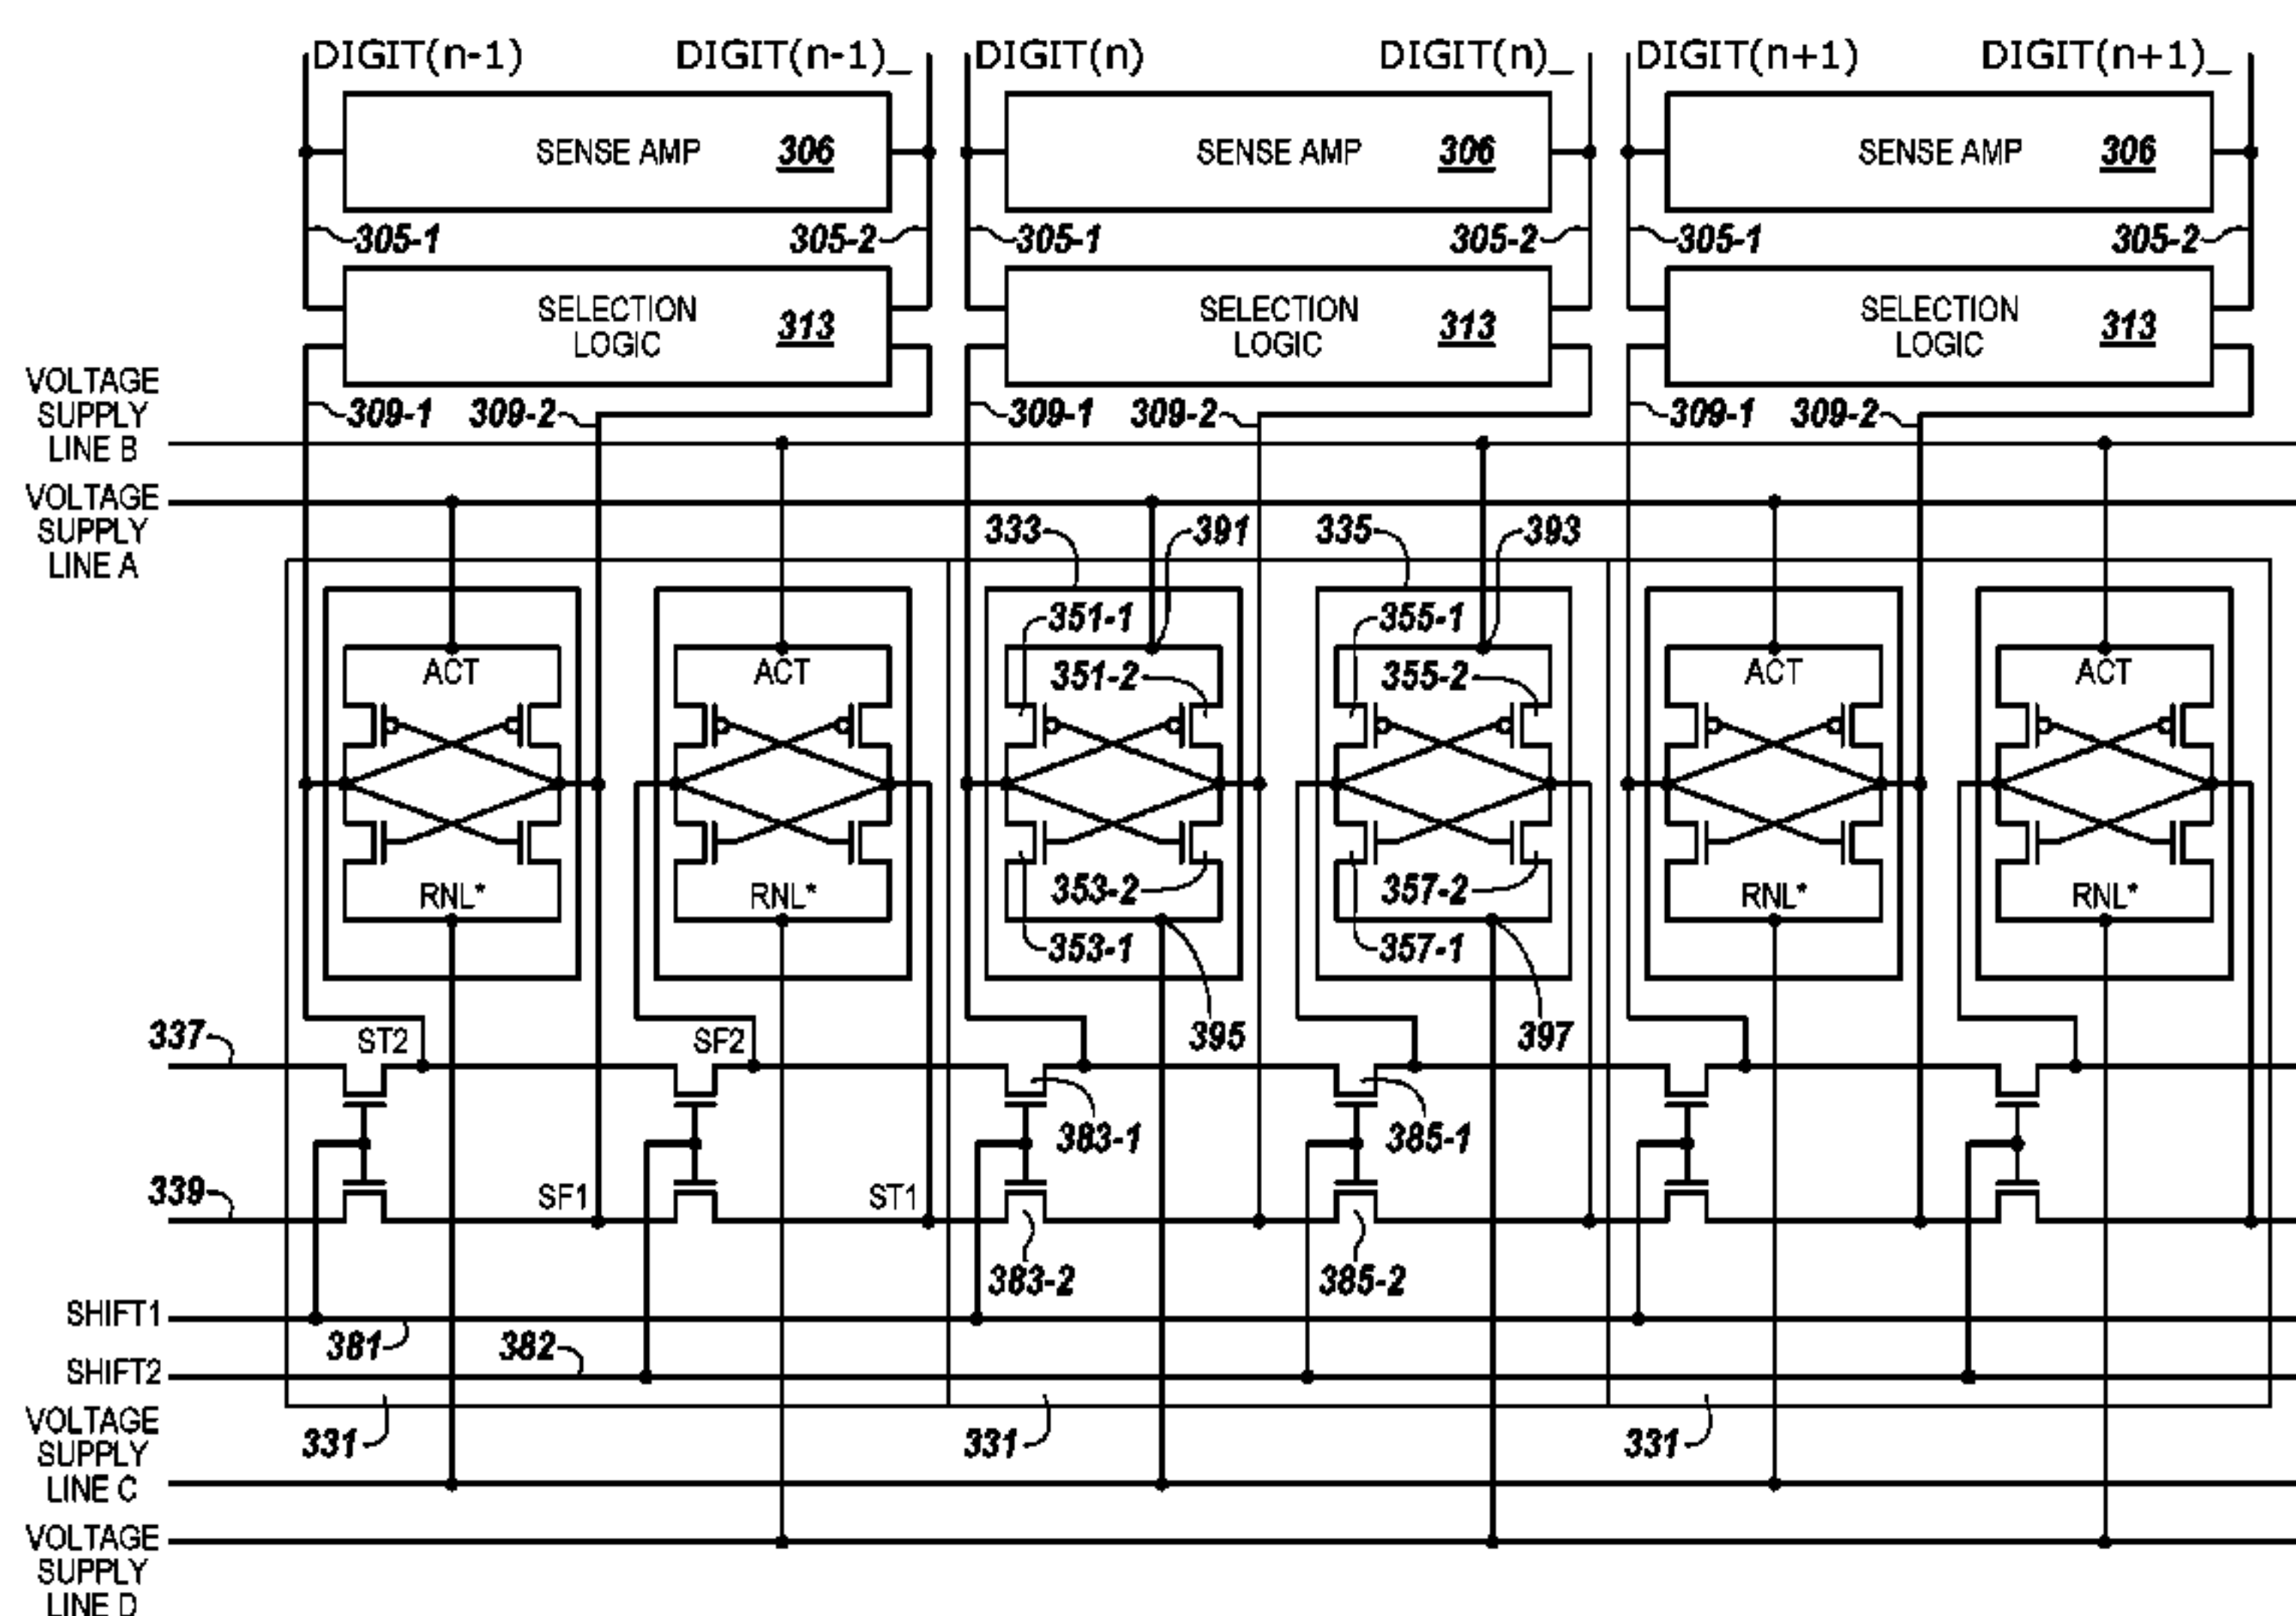 DIGIT(n-1) DIGIT(n-1)_ DIGIT(n) DIGIT(n)_ DIGIT(n+1) DIGIT(n+1)_
SENSE AMP 306 SENSE AMP 306 SENSE AMP 306
305-1 305-2 305-1 305-2 305-1 305-2
SELECTION
LOGIC 313
SELECTION
LOGIC 313
SELECTION
LOGIC 313
309-1 309-2 309-1 309-2 309-1 309-2
VOLTAGE
SUPPLY
LINE B
VOLTAGE
SUPPLY
LINE A
333 391 335 393
351-1 355-1
ACT ACT 351-2 355-2 ACT ACT
RNL* RNL* 353-2 357-2 RNL* RNL*
353-1 357-1
395 397
337 ST2 SF2
383-1 385-1
339 SF1 ST1
383-2 385-2
SHIFT1
381 382
SHIFT2
331 331 331
VOLTAGE
SUPPLY
LINE C
VOLTAGE
SUPPLY
LINE D